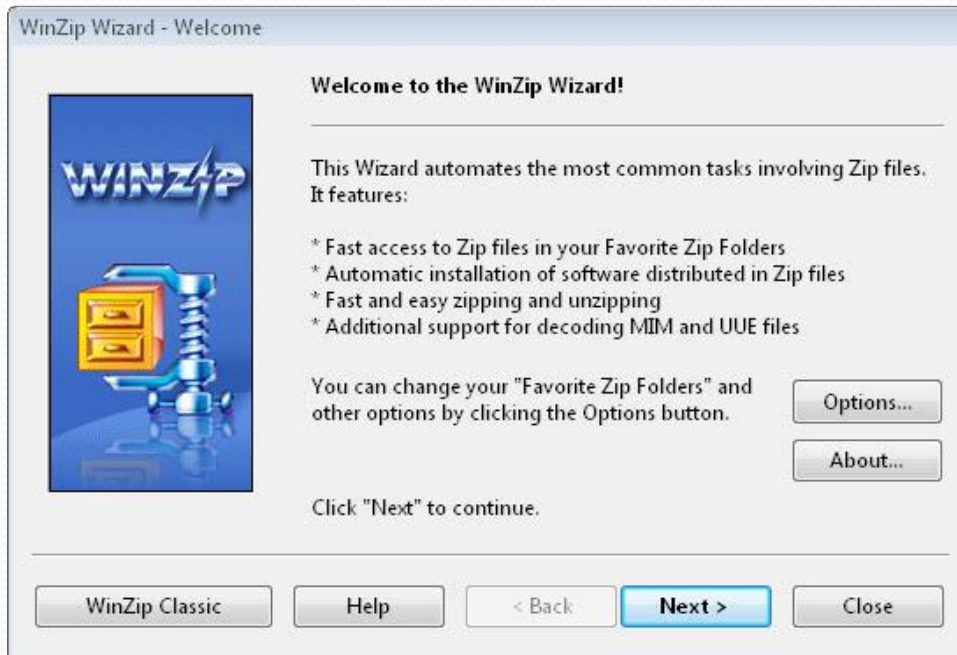 WinZip Wizard - Welcome
WINZIP
Welcome to the WinZip Wizard!
This Wizard automates the most common tasks involving Zip files.
It features:
* Fast access to Zip files in your Favorite Zip Folders
* Automatic installation of software distributed in Zip files
* Fast and easy zipping and unzipping
* Additional support for decoding MIM and UUE files
You can change your "Favorite Zip Folders" and
other options by clicking the Options button.
Options...
About...
Click "Next" to continue.
WinZip Classic
Help
< Back
Next >
Close